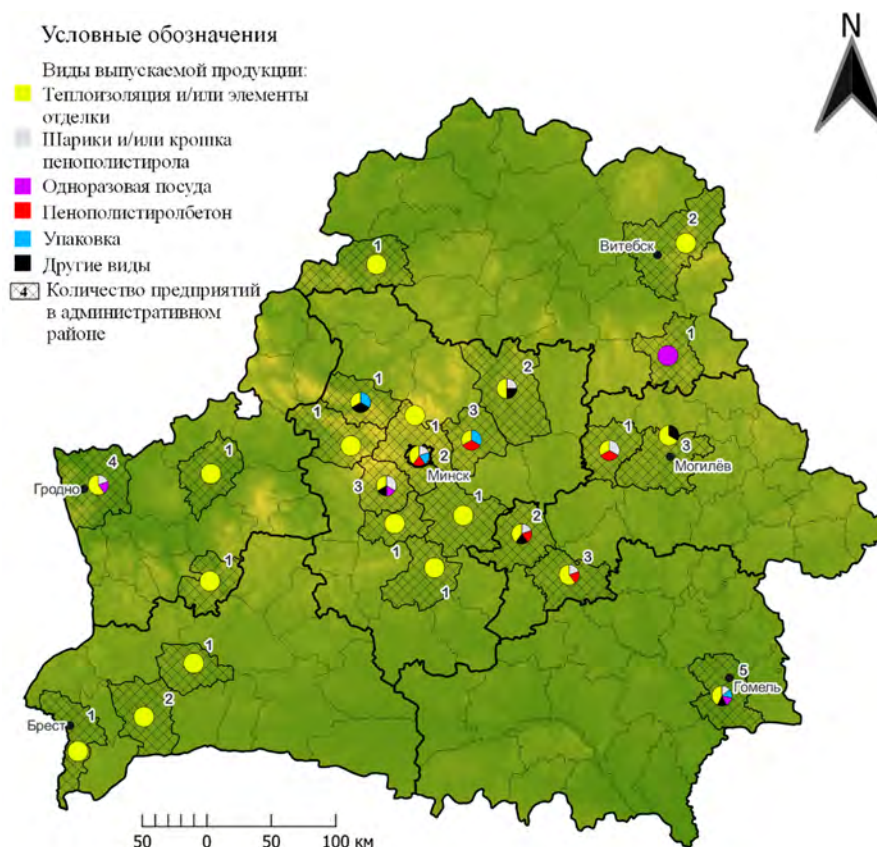 Условные обозначения
N
Виды выпускаемой продукции:
Теплоизоляция и/или элементы
отделки
Шарики и/или крошка
пенополистирола
Одноразовая посуда
Пенополистиролбетон
Упаковка
Другие виды
4 Количество предприятий
в административном
районе
2
Витебск
1
1
1
2
1
1
3
1
3
Могилёв
2
Минск
4
1
Гродно
3
1
2
1
3
1
1
1
5
Гомель
2
1
Брест
50 0 50 100 км